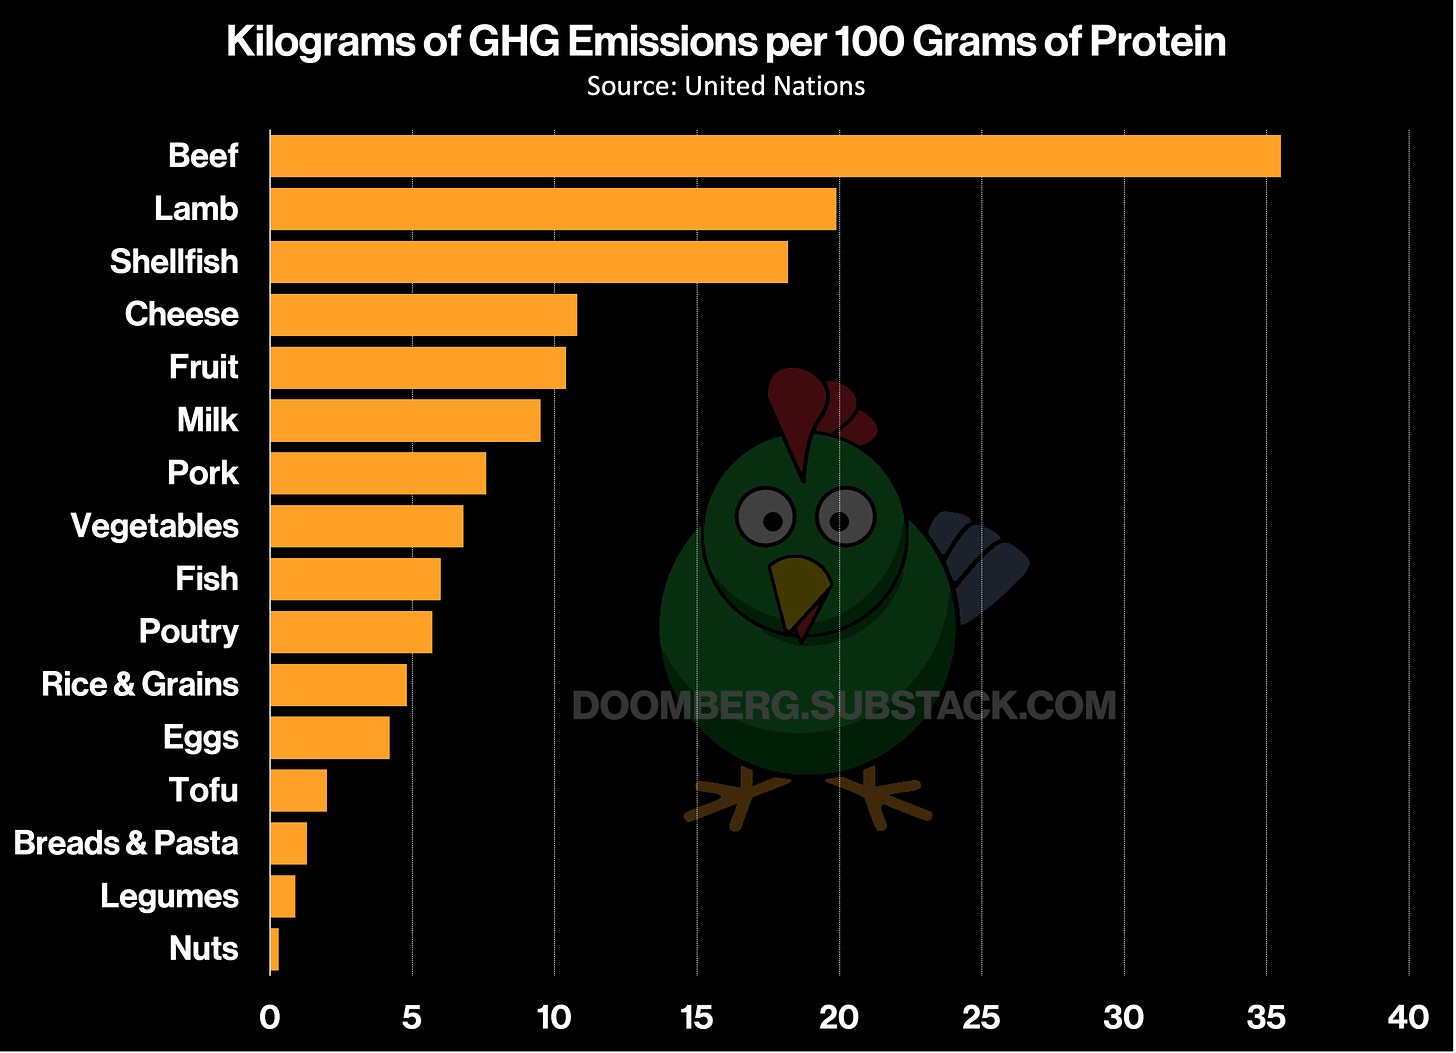 Kilograms of GHG Emissions per 100 Grams of Protein
Source: United Nations
Beef
Lamb
Shellfish
Cheese
Fruit
Milk
Pork
Vegetables
Fish
Poutry
Rice & Grains
DOOMBERG.SUBSTACK.COM
Eggs
Tofu
Breads & Pasta
Legumes
Nuts
0 5 10 15 20 25 30 35 40